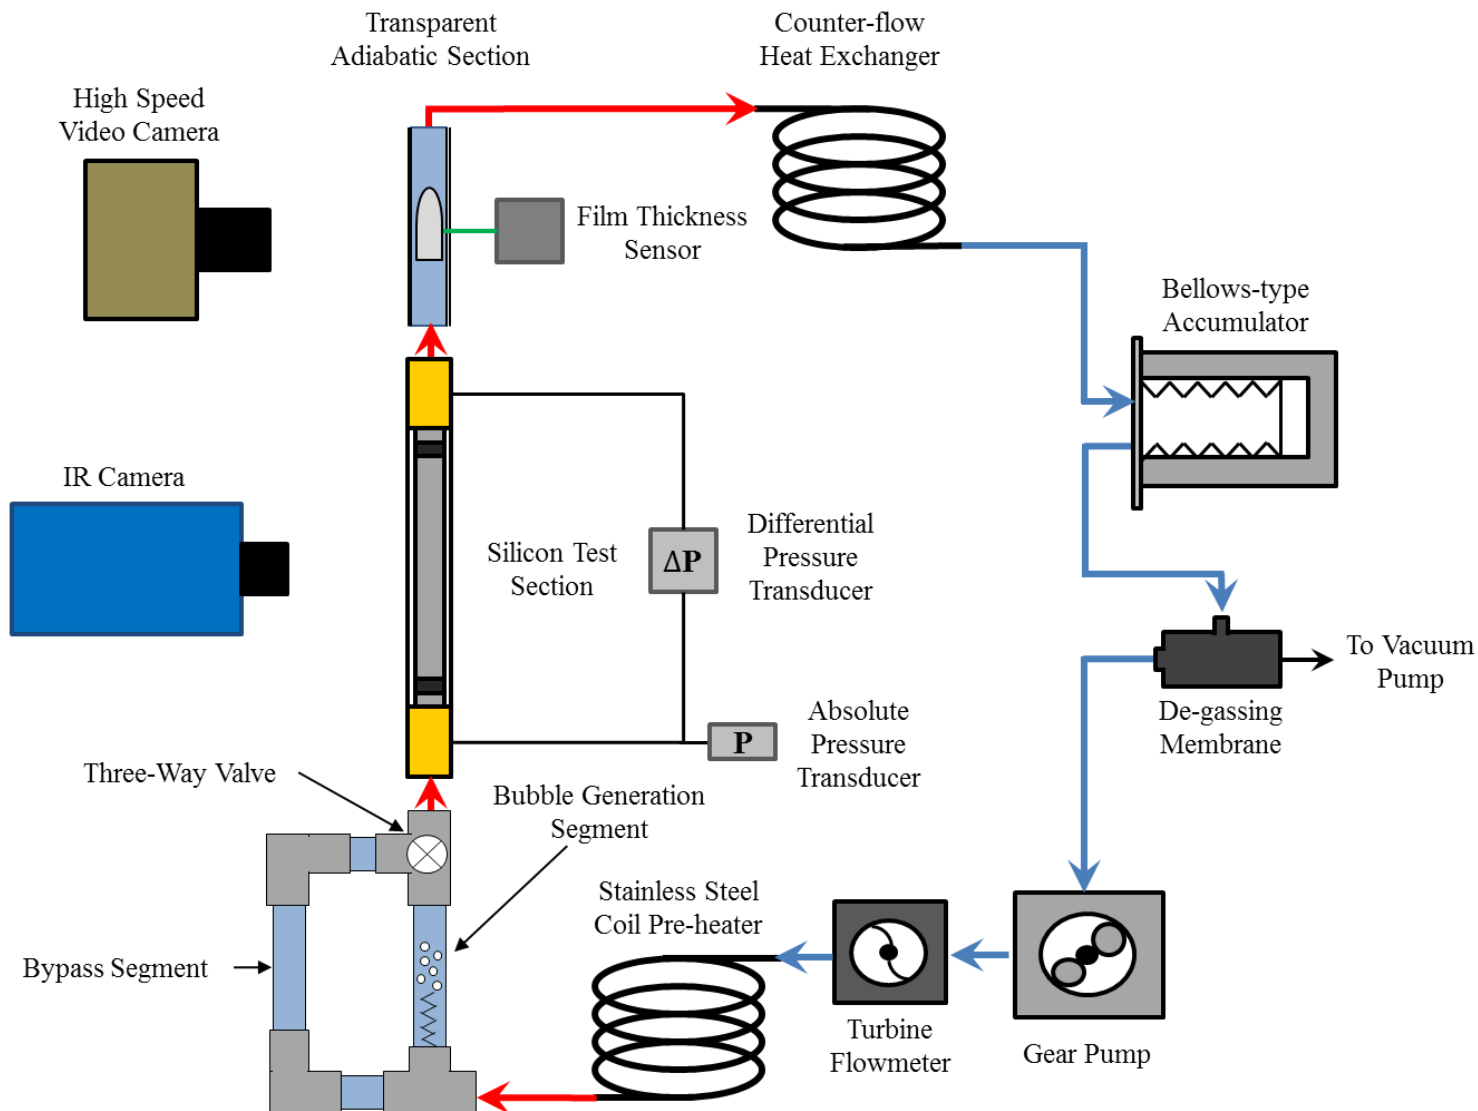 Transparent
Adiabatic Section
Counter-flow
Heat Exchanger
High Speed
Video Camera
Film Thickness
Sensor
Bellows-type
Accumulator
IR Camera
Silicon Test
Section
ΔP
Differential
Pressure
Transducer
To Vacuum
Pump
De-gassing
Membrane
P
Absolute
Pressure
Transducer
Three-Way Valve
Bubble Generation
Segment
Stainless Steel
Coil Pre-heater
Bypass Segment
Turbine
Flowmeter
Gear Pump